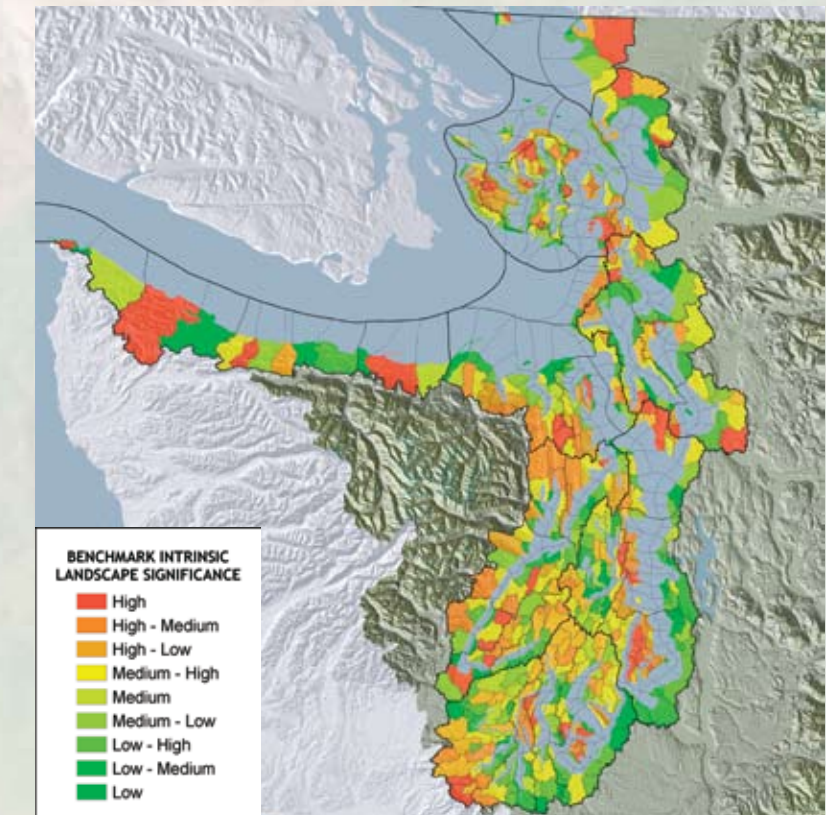 BENCHMARK INTRINSIC
LANDSCAPE SIGNIFICANCE
High
High - Medium
High - Low
Medium - High
Medium
Medium - Low
Low - High
Low - Medium
Low